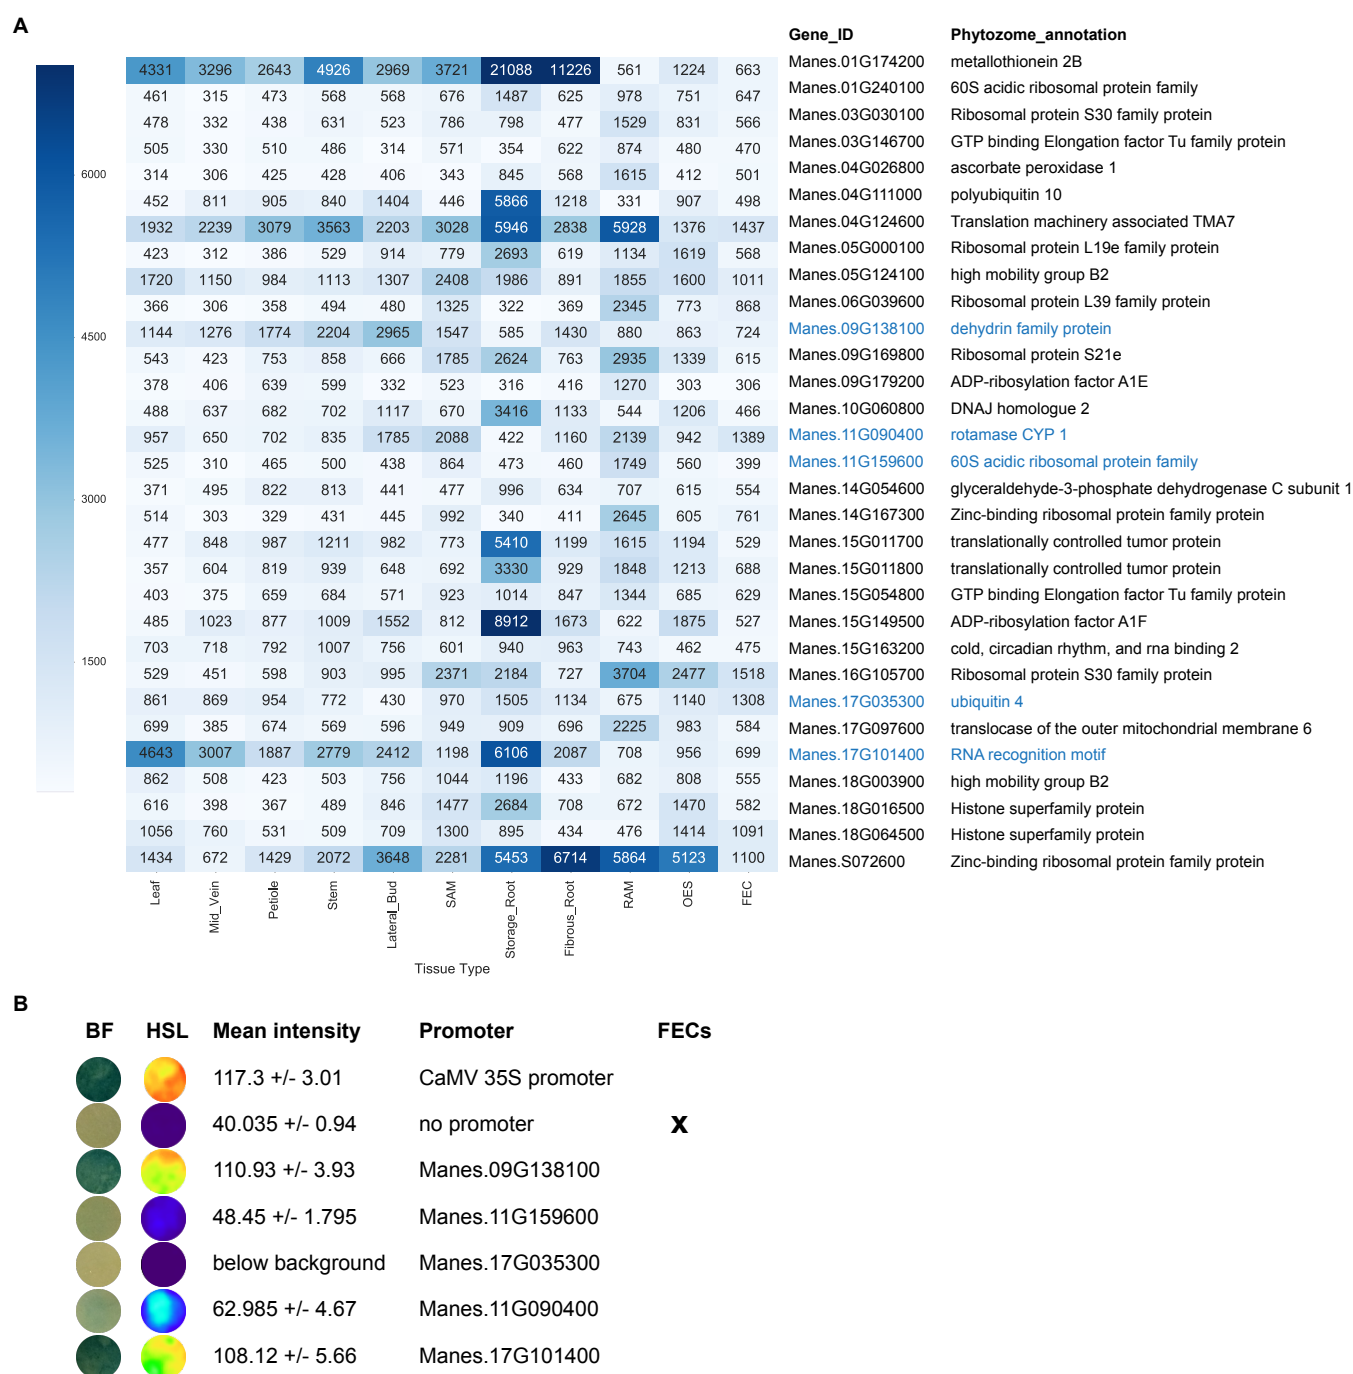 A
Gene_ID Phytozome_annotation
4331 3296 2643 4926 2969 3721 21088 11226 561 1224 663 Manes.01G174200 metallothionein 2B
461 315 473 568 568 676 1487 625 978 751 647 Manes.01G240100 60S acidic ribosomal protein family
478 332 438 631 523 786 798 477 1529 831 566 Manes.03G030100 Ribosomal protein S30 family protein
505 330 510 486 314 571 354 622 874 480 470 Manes.03G146700 GTP binding Elongation factor Tu family protein
6000
314 306 425 428 406 343 845 568 1615 412 501 Manes.04G026800 ascorbate peroxidase 1
452 811 905 840 1404 446 5866 1218 331 907 498 Manes.04G111000 polyubiquitin 10
1932 2239 3079 3563 2203 3028 5946 2838 5928 1376 1437 Manes.04G124600 Translation machinery associated TMA7
423 312 386 529 914 779 2693 619 1134 1619 568 Manes.05G000100 Ribosomal protein L19e family protein
1720 1150 984 1113 1307 2408 1986 891 1855 1600 1011 Manes.05G124100 high mobility group B2
366 306 358 494 480 1325 322 369 2345 773 868 Manes.06G039600 Ribosomal protein L39 family protein
1144 1276 1774 2204 2965 1547 585 1430 880 863 724 Manes.09G138100 dehydrin family protein
4500
543 423 753 858 666 1785 2624 763 2935 1339 615 Manes.09G169800 Ribosomal protein S21e
378 406 639 599 332 523 316 416 1270 303 306 Manes.09G179200 ADP-ribosylation factor A1E
488 637 682 702 1117 670 3416 1133 544 1206 466 Manes.10G060800 DNAJ homologue 2
957 650 702 835 1785 2088 422 1160 2139 942 1389 Manes.11G090400 rotamase CYP 1
525 310 465 500 438 864 473 460 1749 560 399 Manes.11G159600 60S acidic ribosomal protein family
371 495 822 813 441 477 996 634 707 615 554 Manes.14G054600 glyceraldehyde-3-phosphate dehydrogenase C subunit 1
3000
514 303 329 431 445 992 340 411 2645 605 761 Manes.14G167300 Zinc-binding ribosomal protein family protein
477 848 987 1211 982 773 5410 1199 1615 1194 529 Manes.15G011700 translationally controlled tumor protein
357 604 819 939 648 692 3330 929 1848 1213 688 Manes.15G011800 translationally controlled tumor protein
403 375 659 684 571 923 1014 847 1344 685 629 Manes.15G054800 GTP binding Elongation factor Tu family protein
485 1023 877 1009 1552 812 8912 1673 622 1875 527 Manes.15G149500 ADP-ribosylation factor A1F
703 718 792 1007 756 601 940 963 743 462 475 Manes.15G163200 cold, circadian rhythm, and rna binding 2
1500
529 451 598 903 995 2371 2184 727 3704 2477 1518 Manes.16G105700 Ribosomal protein S30 family protein
861 869 954 772 430 970 1505 1134 675 1140 1308 Manes.17G035300 ubiquitin 4
699 385 674 569 596 949 909 696 2225 983 584 Manes.17G097600 translocase of the outer mitochondrial membrane 6
4643 3007 1887 2779 2412 1198 6106 2087 708 956 699 Manes.17G101400 RNA recognition motif
862 508 423 503 756 1044 1196 433 682 808 555 Manes.18G003900 high mobility group B2
616 398 367 489 846 1477 2684 708 672 1470 582 Manes.18G016500 Histone superfamily protein
1056 760 531 509 709 1300 895 434 476 1414 1091 Manes.18G064500 Histone superfamily protein
1434 672 1429 2072 3648 2281 5453 6714 5864 5123 1100 Manes.S072600 Zinc-binding ribosomal protein family protein
Leaf Mid_Vein Petiole Stem Lateral_Bud SAM Storage_Root Fibrous_Root RAM OES FEC
Tissue Type
B
BF HSL Mean intensity Promoter FECs
117.3 +/- 3.01 CaMV 35S promoter
40.035 +/- 0.94 no promoter X
110.93 +/- 3.93 Manes.09G138100
48.45 +/- 1.795 Manes.11G159600
below background Manes.17G035300
62.985 +/- 4.67 Manes.11G090400
108.12 +/- 5.66 Manes.17G101400